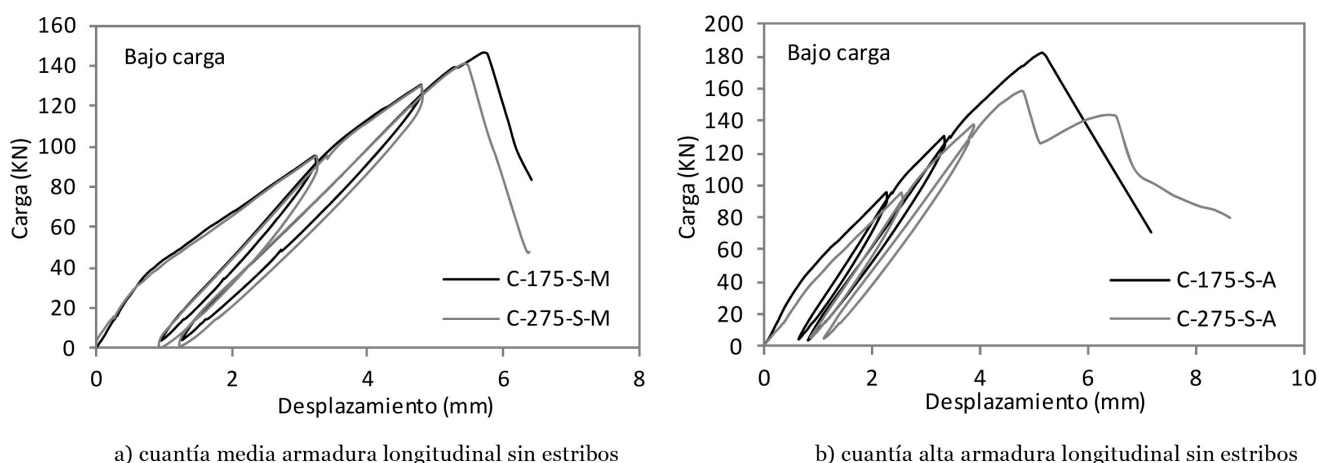 160
140
120
100
80
60
40
20
0
Carga (KN)
Bajo carga
C-175-S-M
C-275-S-M
0 2 4 6 8
Desplazamiento (mm)
a) cuantía media armadura longitudinal sin estribos
200
180
160
140
120
100
80
60
40
20
0
Carga (KN)
Bajo carga
C-175-S-A
C-275-S-A
0 2 4 6 8 10
Desplazamiento (mm)
b) cuantía alta armadura longitudinal sin estribos